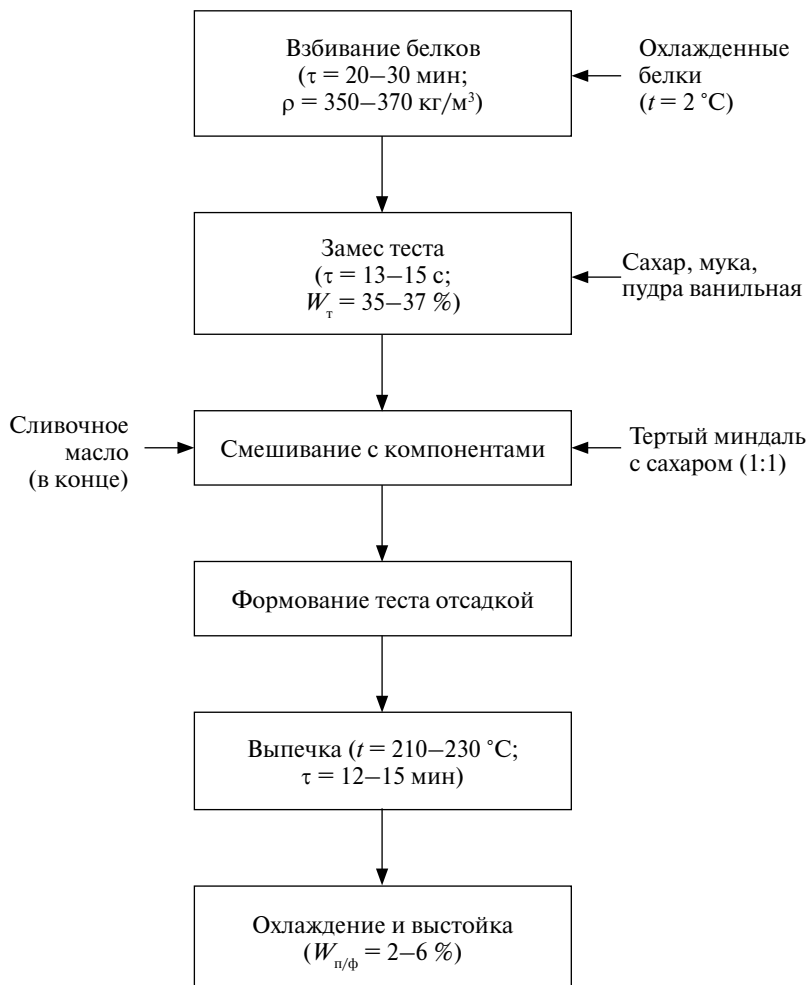 Взбивание белков
(τ = 20–30 мин;
ρ = 350–370 кг/м³)
Охлажденные
белки
(t = 2 ˚С)
Замес теста
(τ = 13–15 с;
Wт = 35–37 %)
Сахар, мука,
пудра ванильная
Сливочное
масло
(в конце)
Смешивание с компонентами
Тертый миндаль
с сахаром (1:1)
Формование теста отсадкой
Выпечка (t = 210–230 ˚С;
τ = 12–15 мин)
Охлаждение и выстойка
(Wп/ф = 2–6 %)